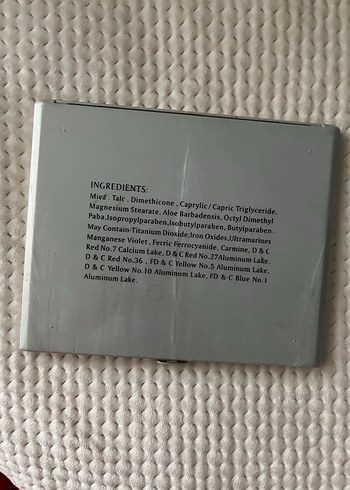 INGREDIENTS:
Mied Talc , Dimethicone , Caprylic / Capric Triglyceride,
Magnesium Stearate, Aloe Barbadensis, Octyl Dimethyl
Paba,Isopropylparaben,Isobutylparaben, Butylparaben.
May Contain-Titanium Dioxide,Iron Oxides,Ultramarines
Manganese Violet , Ferric Ferrocyanide, Carmine, D & C
Red No.7 Calcium Lake, D & C Red No.27Aluminum Lake,
D & C Red No.36 , FD & C Yellow No.5 Aluminum Lake,
D & C Yellow No.10 Aluminum Lake, FD & C Blue No.1
Aluminum Lake.